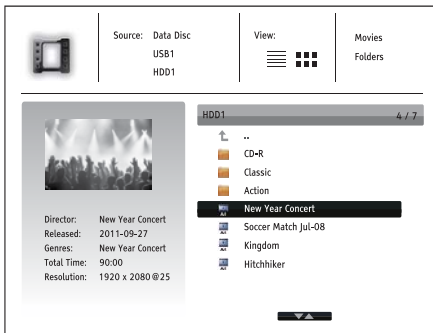 Source: Data Disc
USB1
HDD1
View:
Movies
Folders
HDD1 4 / 7
..
CD-R
Classic
Action
New Year Concert
Soccer Match Jul-08
Kingdom
Hitchhiker
Director: New Year Concert
Released: 2011-09-27
Genres: New Year Concert
Total Time: 90:00
Resolution: 1920 x 2080@25